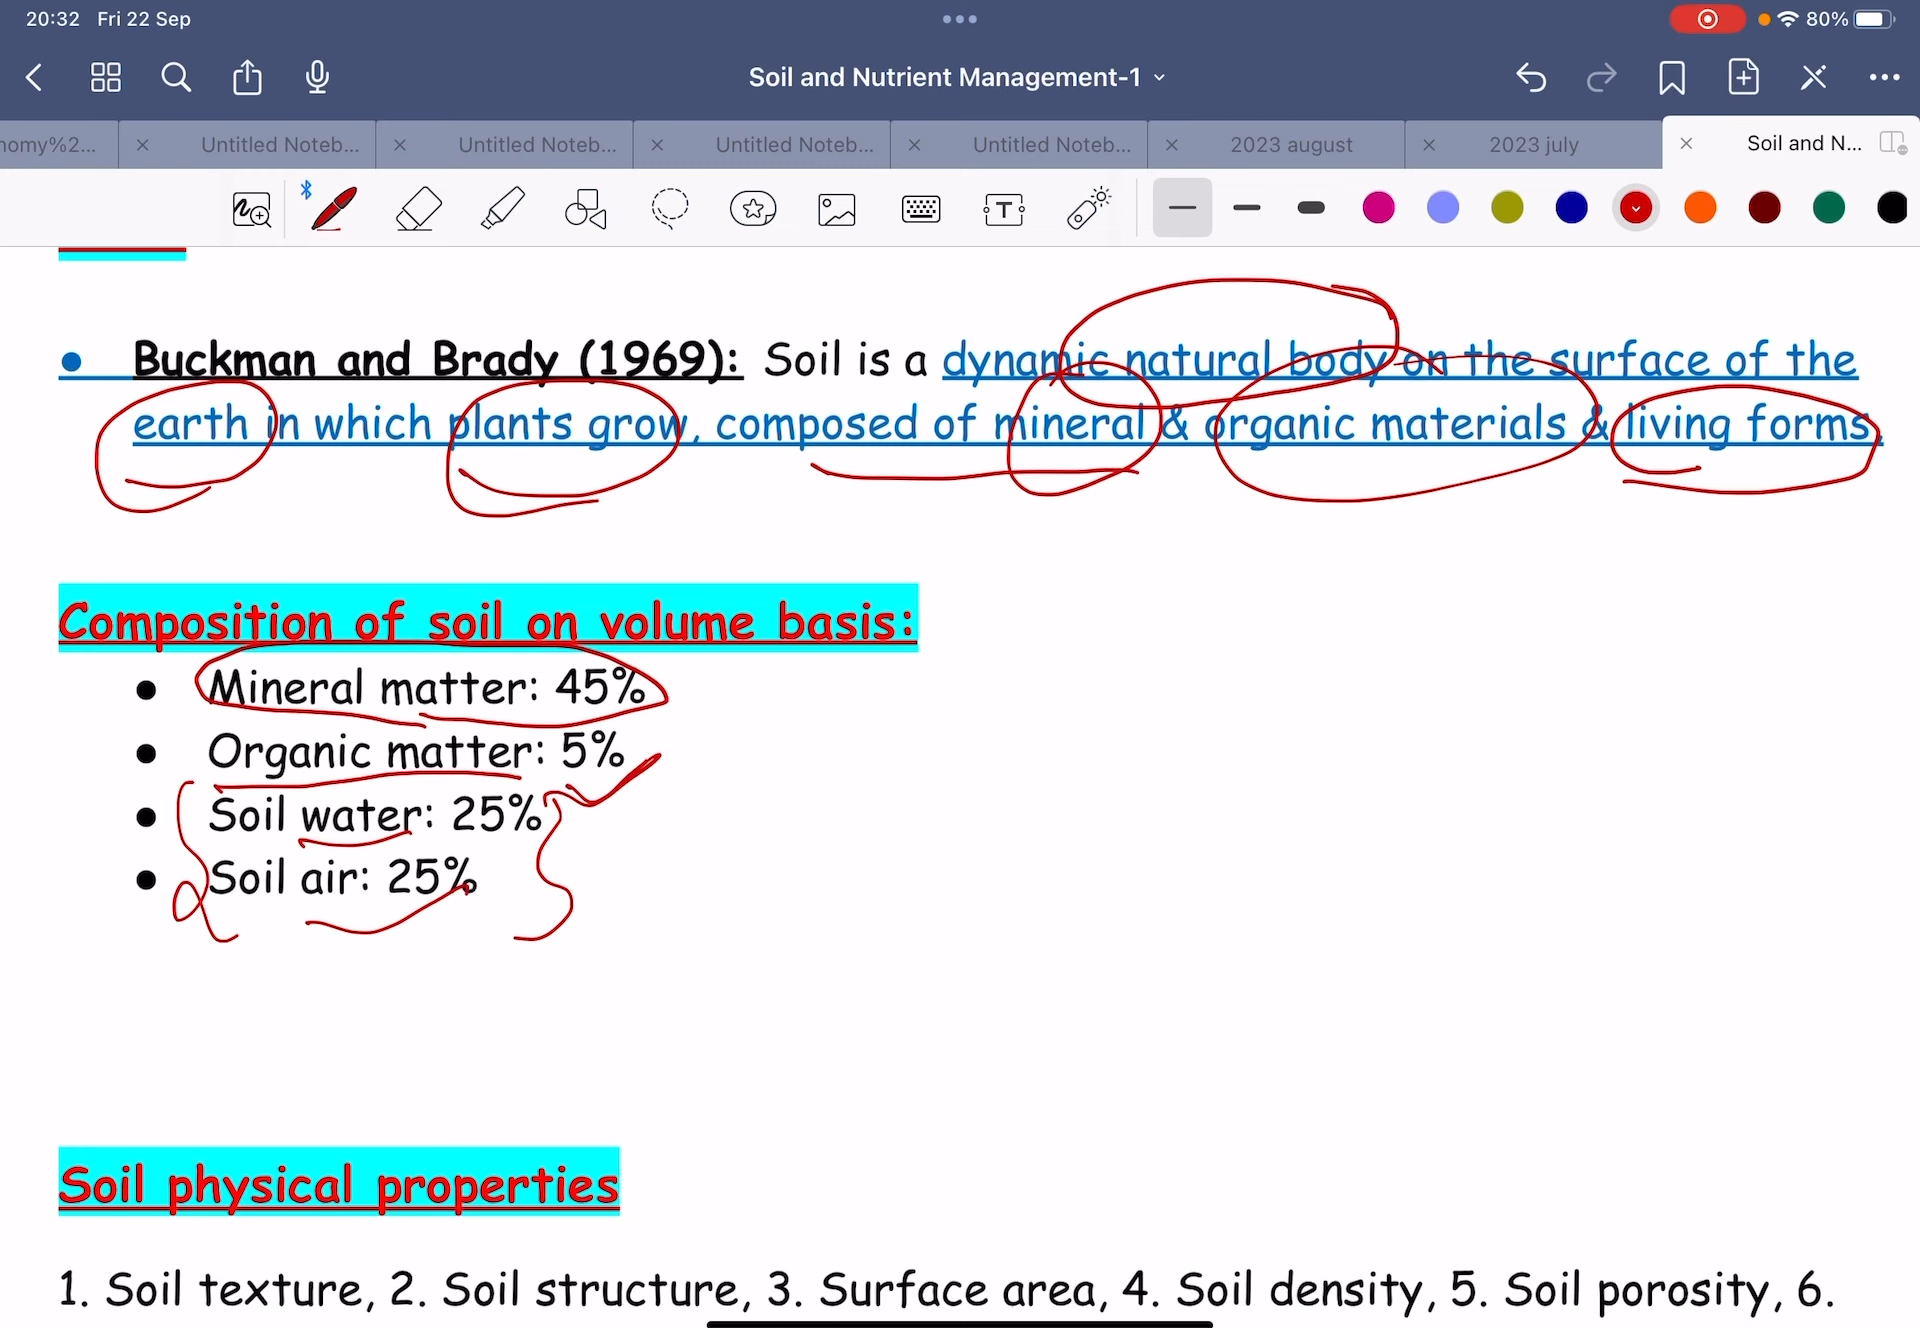 20:32 Fri 22 Sep
80%
Soil and Nutrient Management-1
nomy%2...
Untitled Noteb...
Untitled Noteb...
Untitled Noteb...
Untitled Noteb...
2023 august
2023 july
Soil and N...
T
Buckman and Brady (1969): Soil is a dynamic natural body on the surface of the
earth in which plants grow, composed of mineral & organic materials & living forms.
Composition of soil on volume basis:
Mineral matter: 45%
Organic matter: 5%
Soil water: 25%
Soil air: 25%
Soil physical properties
1. Soil texture, 2. Soil structure, 3. Surface area, 4. Soil density, 5. Soil porosity, 6.